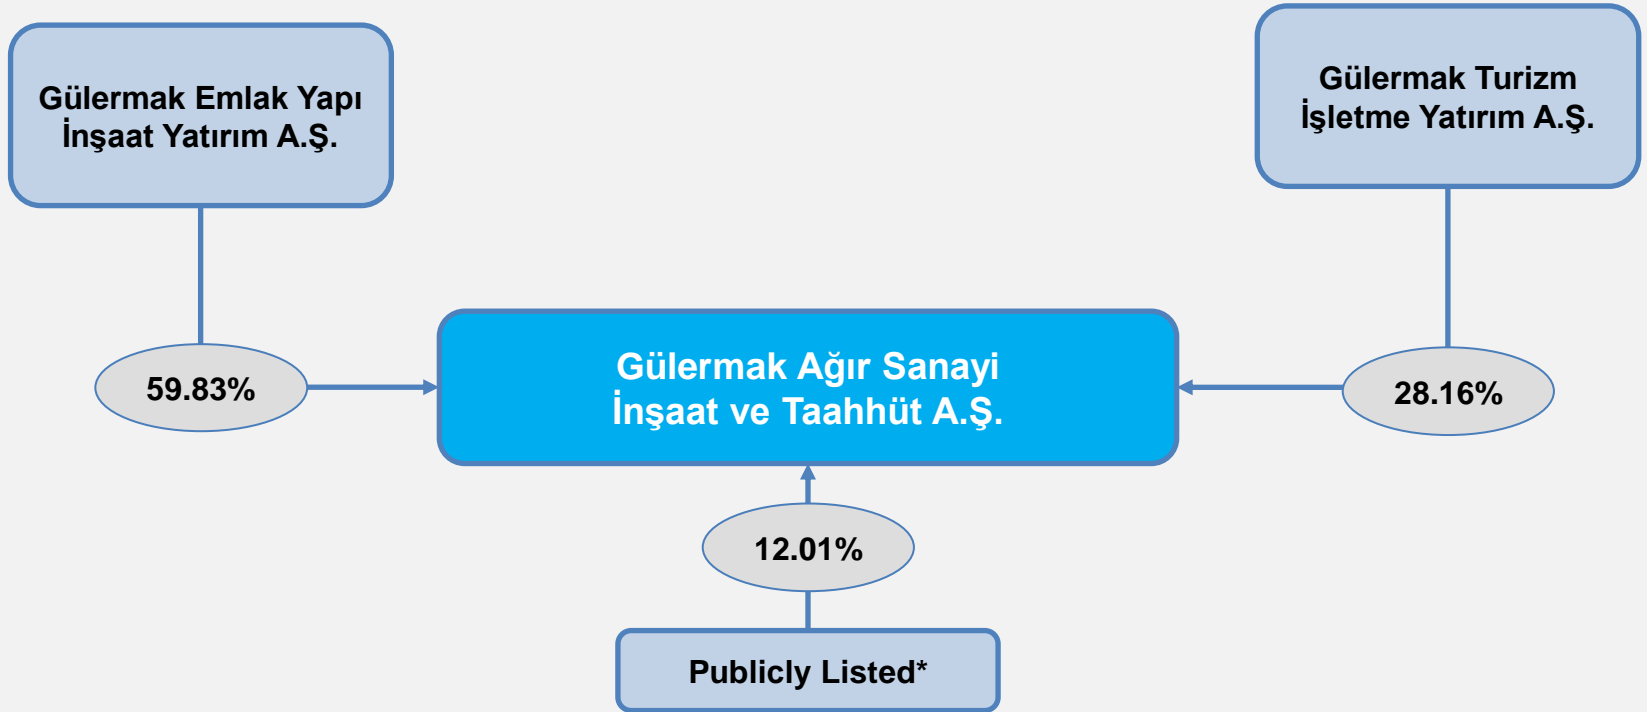 Gülermak Emlak Yapı
İnşaat Yatırım A.Ş.
Gülermak Turizm
İşletme Yatırım A.Ş.
59.83%
Gülermak Ağır Sanayi
İnşaat ve Taahhüt A.Ş.
28.16%
12.01%
Publicly Listed*